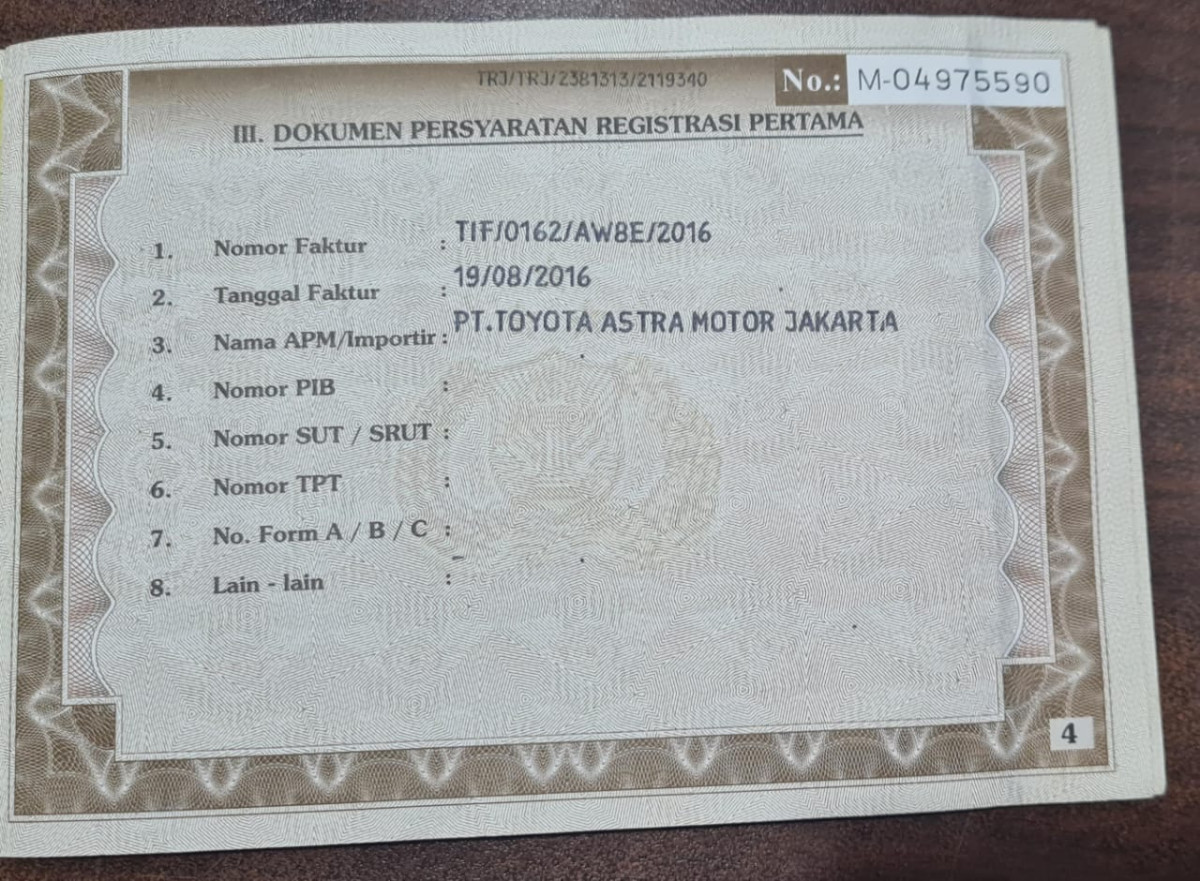 TRJ/TRJ/2381313/2119340
No.: M-04975590
III. DOKUMEN PERSYARATAN REGISTRASI PERTAMA
1. Nomor Faktur : TIF/0162/AW8E/2016
2. Tanggal Faktur : 19/08/2016
3. Nama APM/Importir : PT.TOYOTA ASTRA MOTOR JAKARTA
4. Nomor PIB :
5. Nomor SUT / SRUT :
6. Nomor TPT :
7. No. Form A / B / C :
8. Lain - lain : -
4